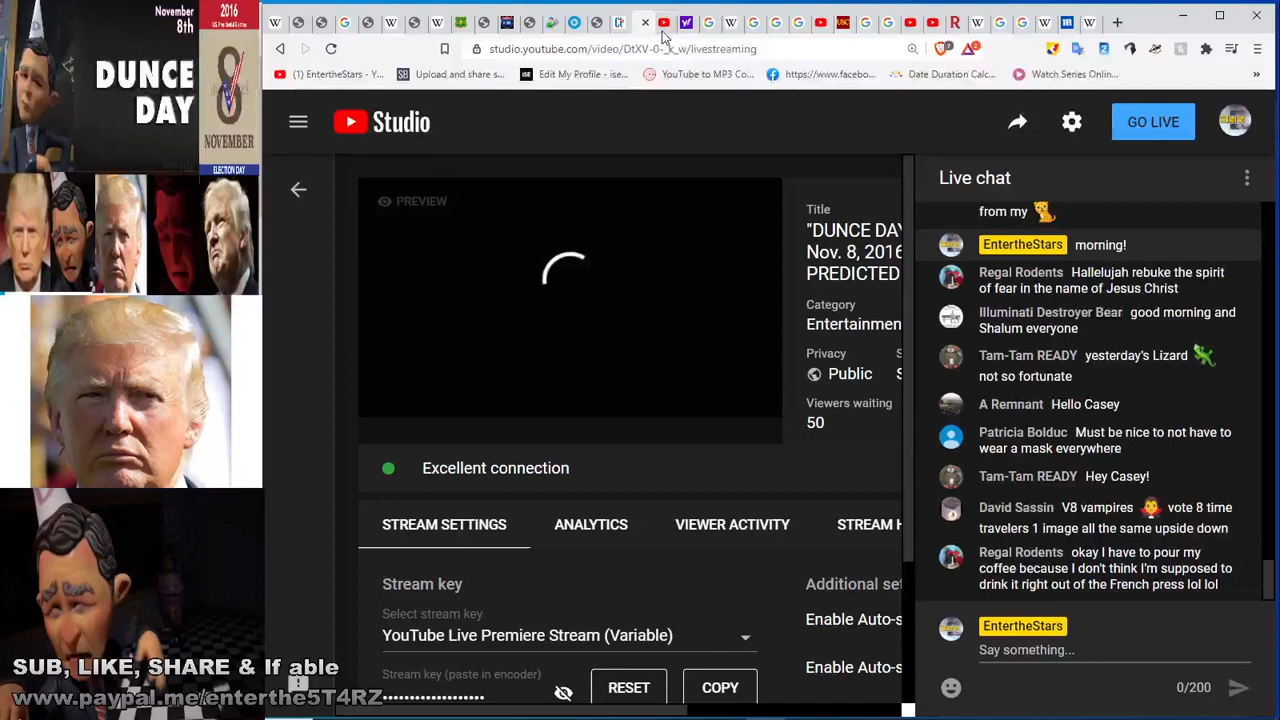 November
8th
DUNCE
DAY
2016
8
NOVEMBER
ELECTION DAY
SUB, LIKE, SHARE & If able
www.paypal.me/enterthe5T4RZ
studio.youtube.com/video/DtXV-0-_k_w/livestreaming
(1) EntertheStars - Y...
Upload and share s...
Edit My Profile - ise...
YouTube to MP3 Co...
https://www.facebo...
Date Duration Calc...
Watch Series Online...
Studio
GO LIVE
PREVIEW
Title
"DUNCE DAY
Nov. 8, 2016
PREDICTED
Category
Entertainmen
Privacy
Public
Viewers waiting
50
Excellent connection
STREAM SETTINGS
ANALYTICS
VIEWER ACTIVITY
STREAM H
Stream key
Select stream key
YouTube Live Premiere Stream (Variable)
Stream key (paste in encoder)
RESET
COPY
Additional se
Enable Auto-s
Enable Auto-s
Live chat
from my
EntertheStars morning!
Regal Rodents Hallelujah rebuke the spirit
of fear in the name of Jesus Christ
Illuminati Destroyer Bear good morning and
Shalum everyone
Tam-Tam READY yesterday's Lizard
not so fortunate
A Remnant Hello Casey
Patricia Bolduc Must be nice to not have to
wear a mask everywhere
Tam-Tam READY Hey Casey!
David Sassin V8 vampires vote 8 time
travelers 1 image all the same upside down
Regal Rodents okay I have to pour my
coffee because I don't think I'm supposed to
drink it right out of the French press lol lol
EntertheStars
Say something...
0/200